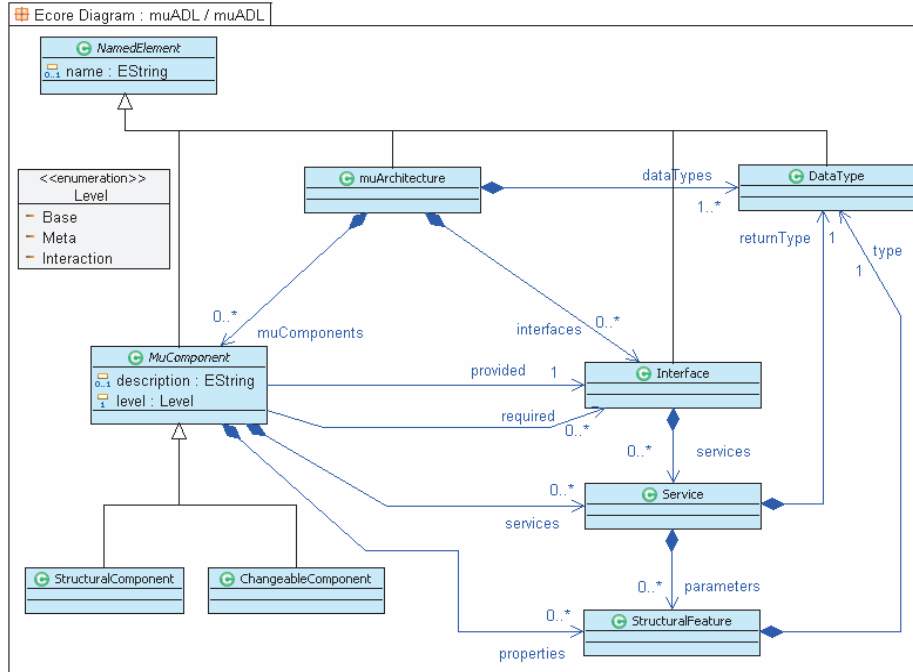 Ecore Diagram : muADL / muADL
NamedElement
0..1 name : EString
<<enumeration>>
Level
Base
Meta
Interaction
muArchitecture
dataTypes
1..*
DataType
returnType
1
type
1
0..*
muComponents
interfaces
0..*
MuComponent
0..1 description : EString
1 level : Level
provided
1
Interface
required
0..*
0..*
services
0..*
Service
services
0..*
parameters
StructuralComponent
ChangeableComponent
0..*
StructuralFeature
properties